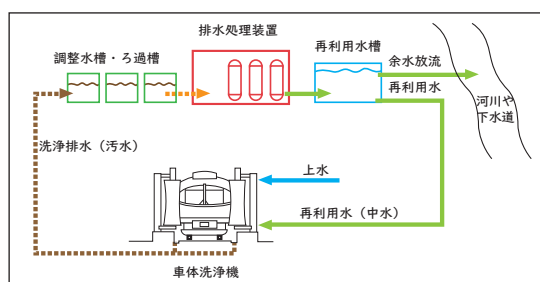 排水処理装置
再利用水槽
調整水槽・ろ過槽
余水放流
再利用水
河川や
下水道
洗浄排水（汚水）
上水
再利用水（中水）
車体洗浄機